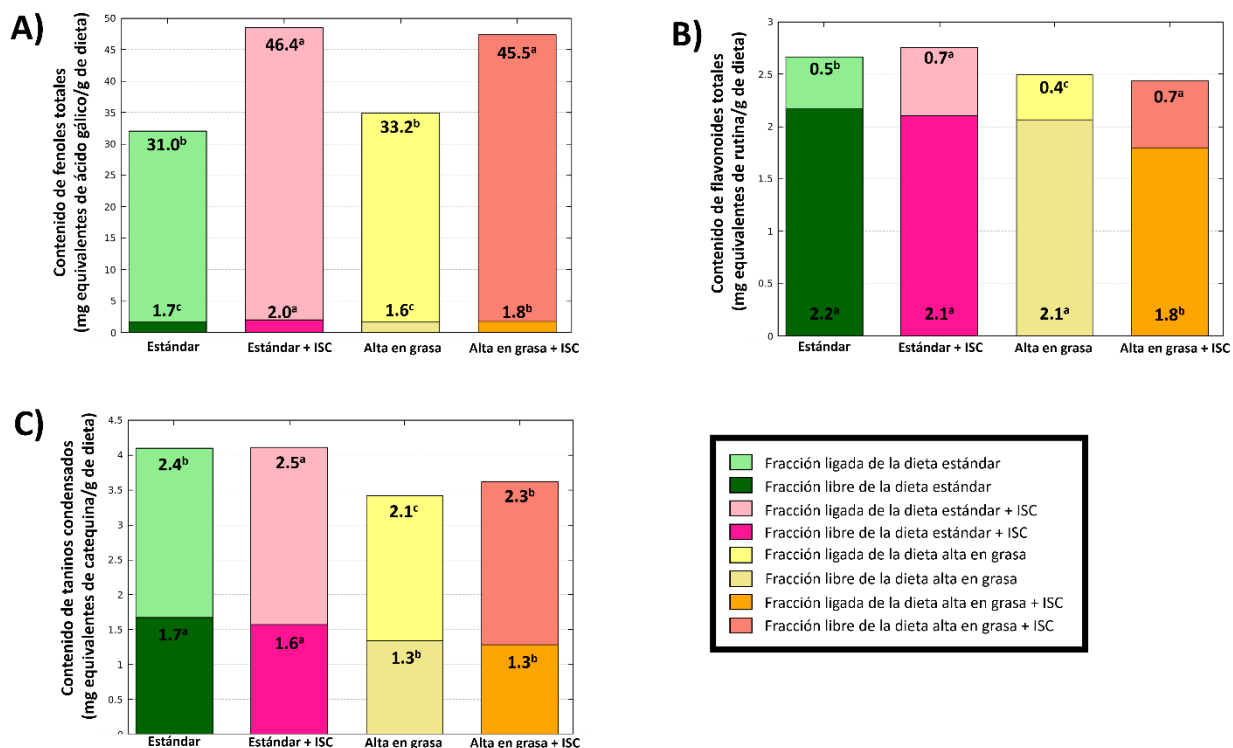 A)
Contenido de fenoles totales
(mg equivalentes de ácido gálico/g de dieta)
50
45
40
35
30
25
20
15
10
5
0
31.0ᵇ
46.4ᵃ
33.2ᵇ
45.5ᵃ
1.7ᶜ
2.0ᵃ
1.6ᶜ
1.8ᵇ
Estándar
Estándar + ISC
Alta en grasa
Alta en grasa + ISC
B)
Contenido de flavonoides totales
(mg equivalentes de rutina/g de dieta)
3
2.5
2
1.5
1
0.5
0
0.5ᵇ
0.7ᵃ
0.4ᶜ
0.7ᵃ
2.2ᵃ
2.1ᵃ
2.1ᵃ
1.8ᵇ
Estándar
Estándar + ISC
Alta en grasa
Alta en grasa + ISC
C)
Contenido de taninos condensados
(mg equivalentes de catequina/g de dieta)
4.5
4
3.5
3
2.5
2
1.5
1
0.5
0
2.4ᵇ
2.5ᵃ
2.1ᶜ
2.3ᵇ
1.7ᵃ
1.6ᵃ
1.3ᵇ
1.3ᵇ
Estándar
Estándar + ISC
Alta en grasa
Alta en grasa + ISC
Fracción ligada de la dieta estándar
Fracción libre de la dieta estándar
Fracción ligada de la dieta estándar + ISC
Fracción libre de la dieta estándar + ISC
Fracción ligada de la dieta alta en grasa
Fracción libre de la dieta alta en grasa
Fracción ligada de la dieta alta en grasa + ISC
Fracción libre de la dieta alta en grasa + ISC